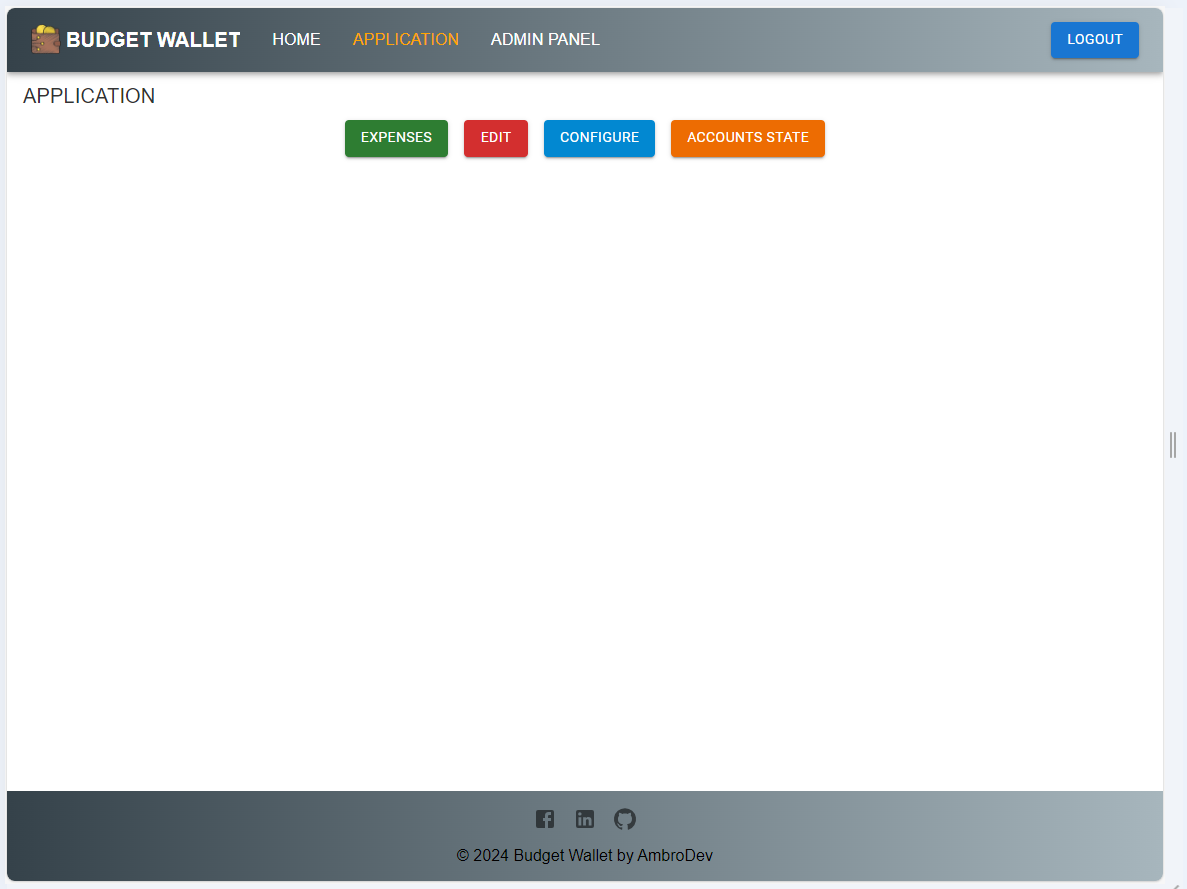 BUDGET WALLET HOME APPLICATION ADMIN PANEL LOGOUT
APPLICATION
EXPENSES EDIT CONFIGURE ACCOUNTS STATE
© 2024 Budget Wallet by AmbroDev